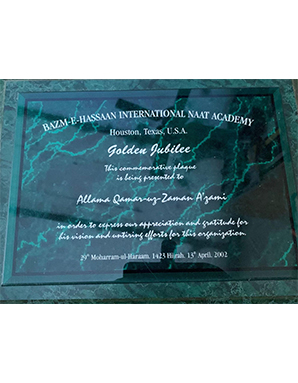 BAZM-E-HASSAAN INTERNATIONAL NAAT ACADEMY
Houston, Texas, U.S.A.
Golden Jubilee
This commemorative plaque
is being presented to
Allama Qamar-uz-Zaman A'zami
in order to express our appreciation and gratitude for
his vision and untiring efforts for this organization
29th Moharram-ul-Haraam, 1423 Hijrah, 13th April, 2002